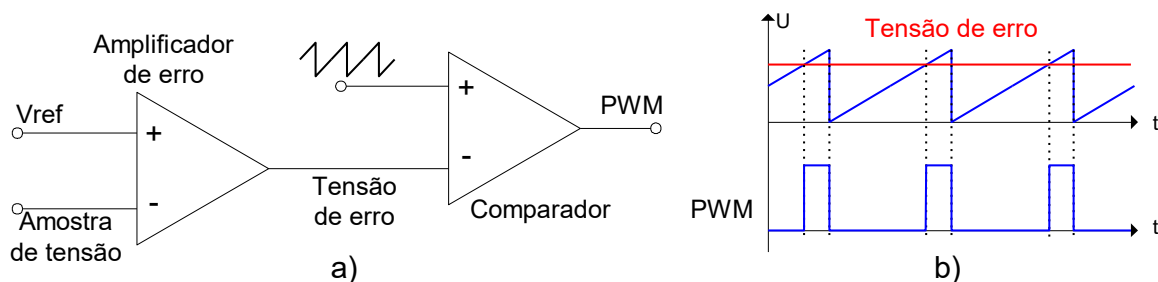 Amplificador
de erro
Vref
+
-
Amostra
de tensão
Tensão
de erro
+
-
PWM
Comparador
a)
U
Tensão de erro
t
PWM
t
b)